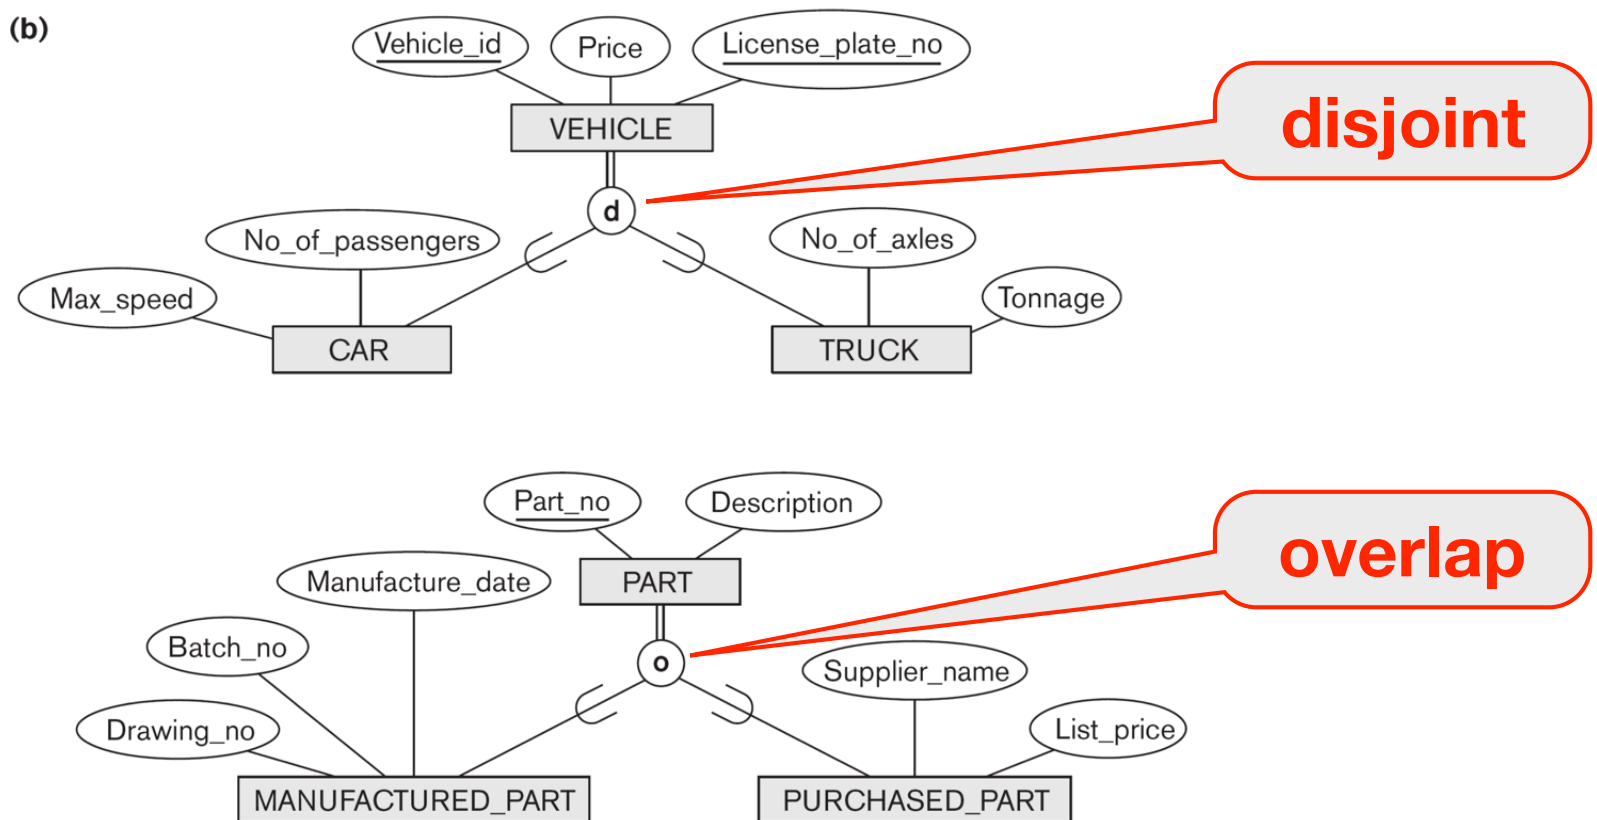 (b)
Vehicle_id
Price
License_plate_no
VEHICLE
disjoint
d
No_of_passengers
No_of_axles
Max_speed
Tonnage
CAR
TRUCK
Part_no
Description
overlap
PART
Manufacture_date
Batch_no
o
Supplier_name
Drawing_no
List_price
MANUFACTURED_PART
PURCHASED_PART